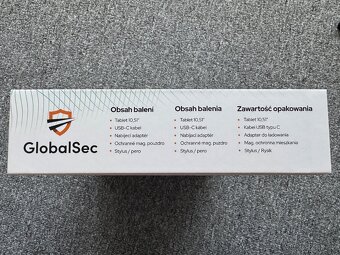 GlobalSec
Obsah balení
• Tablet 10,51"
• USB-C kabel
• Nabíjecí adaptér
• Ochranné mag. pouzdro
• Stylus / pero
Obsah balenia
• Tablet 10,51"
• USB-C kabel
• Nabíjací adaptér
• Ochranné mag. puzdro
• Stylus / pero
Zawartość opakowania
• Tablet 10,51"
• Kabel USB typu C
• Adapter do ładowania
• Mag. ochronna mieszkania
• Stylus / Rysik